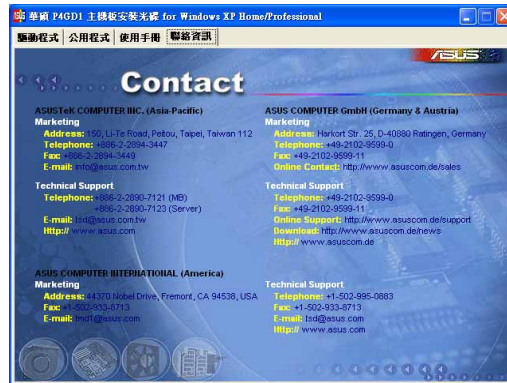 華碩 P4GD1 主機板安裝光碟 for Windows XP Home/Professional
驅動程式 公用程式 使用手冊 聯絡資訊
ASUS
Contact
ASUSTeK COMPUTER INC. (Asia-Pacific)
Marketing
Address: 150, Li-Te Road, Peitou, Taipei, Taiwan 112
Telephone: +886-2-2894-3447
Fax: +886-2-2894-3449
E-mail: info@asus.com.tw
Technical Support
Telephone: +886-2-2890-7121 (MB)
+886-2-2890-7123 (Server)
E-mail: tsd@asus.com.tw
Http:// www.asus.com
ASUS COMPUTER GmbH (Germany & Austria)
Marketing
Address: Harkort Str. 25, D-40880 Ratingen, Germany
Telephone: +49-2102-9599-0
Fax: +49-2102-9599-11
Online Contact: http://www.asuscom.de/sales
Technical Support
Telephone: +49-2102-9599-0
Fax: +49-2102-9599-11
Online Support: http://www.asuscom.de/support
Download: http://www.asuscom.de/news
Http:// www.asuscom.de
ASUS COMPUTER INTERNATIONAL (America)
Marketing
Address: 44370 Nobel Drive, Fremont, CA 94538, USA
Fax: +1-502-933-8713
E-mail: tmd1@asus.com
Technical Support
Telephone: +1-502-995-0883
Fax: +1-502-933-8713
E-mail: tsd@asus.com
Http:// www.asus.com